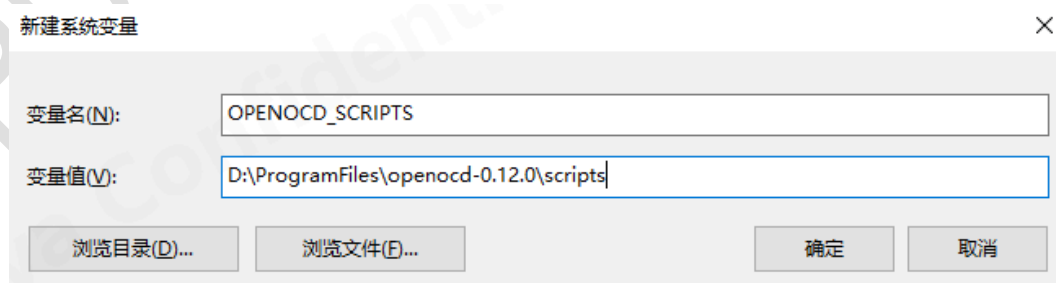 新建系统变量
变量名(N): OPENOCD_SCRIPTS
变量值(V): D:\ProgramFiles\openocd-0.12.0\scripts
浏览目录(D)... 浏览文件(F)... 确定 取消